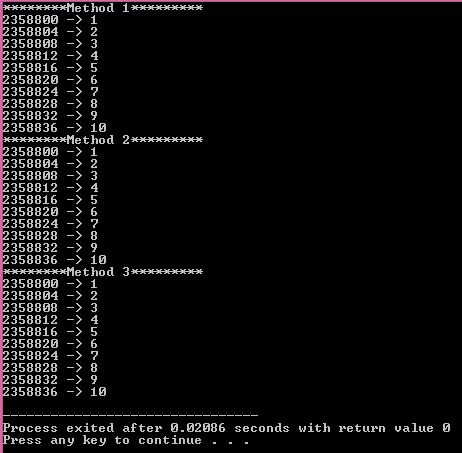 ********Method 1*********
2358800 -> 1
2358804 -> 2
2358808 -> 3
2358812 -> 4
2358816 -> 5
2358820 -> 6
2358824 -> 7
2358828 -> 8
2358832 -> 9
2358836 -> 10
********Method 2*********
2358800 -> 1
2358804 -> 2
2358808 -> 3
2358812 -> 4
2358816 -> 5
2358820 -> 6
2358824 -> 7
2358828 -> 8
2358832 -> 9
2358836 -> 10
********Method 3*********
2358800 -> 1
2358804 -> 2
2358808 -> 3
2358812 -> 4
2358816 -> 5
2358820 -> 6
2358824 -> 7
2358828 -> 8
2358832 -> 9
2358836 -> 10
--------------------------------
Process exited after 0.02086 seconds with return value 0
Press any key to continue . . .